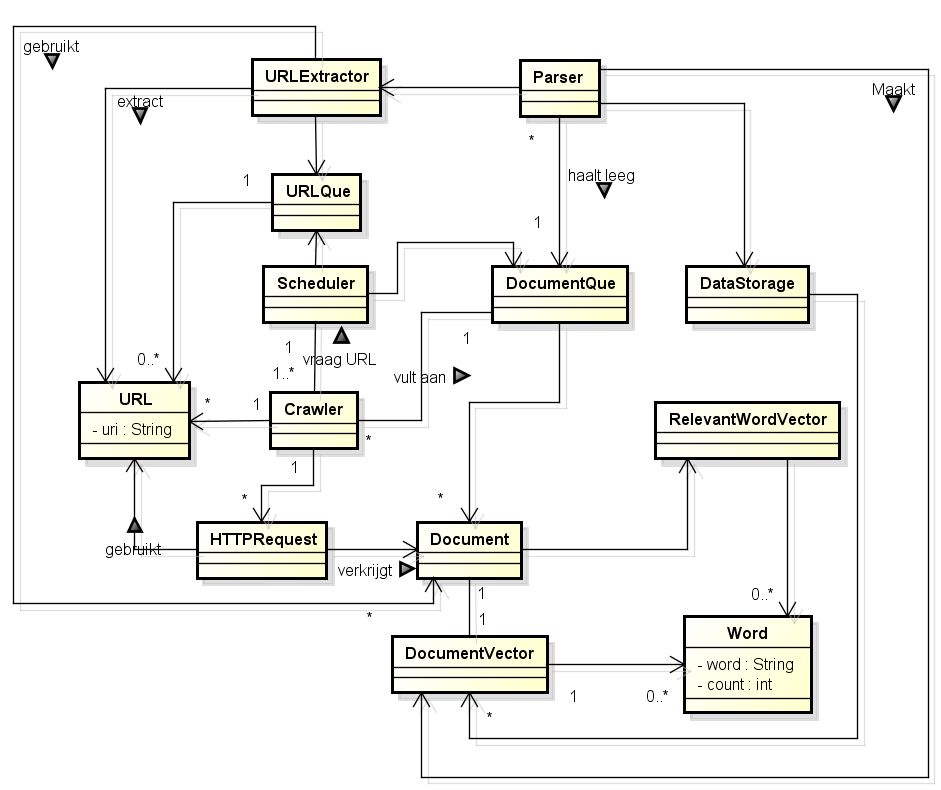 gebruikt
URLExtractor
Parser
extract
Maakt
*
haalt leeg
1
URLQue
1
Scheduler
DocumentQue
DataStorage
1
vraag URL
1
0..*
1..*
vult aan
URL
- uri : String
*
1
Crawler
*
RelevantWordVector
1
*
*
HTTPRequest
Document
gebruikt
verkrijgt
*
1
1
0..*
DocumentVector
Word
- word : String
- count : int
1
0..*
*